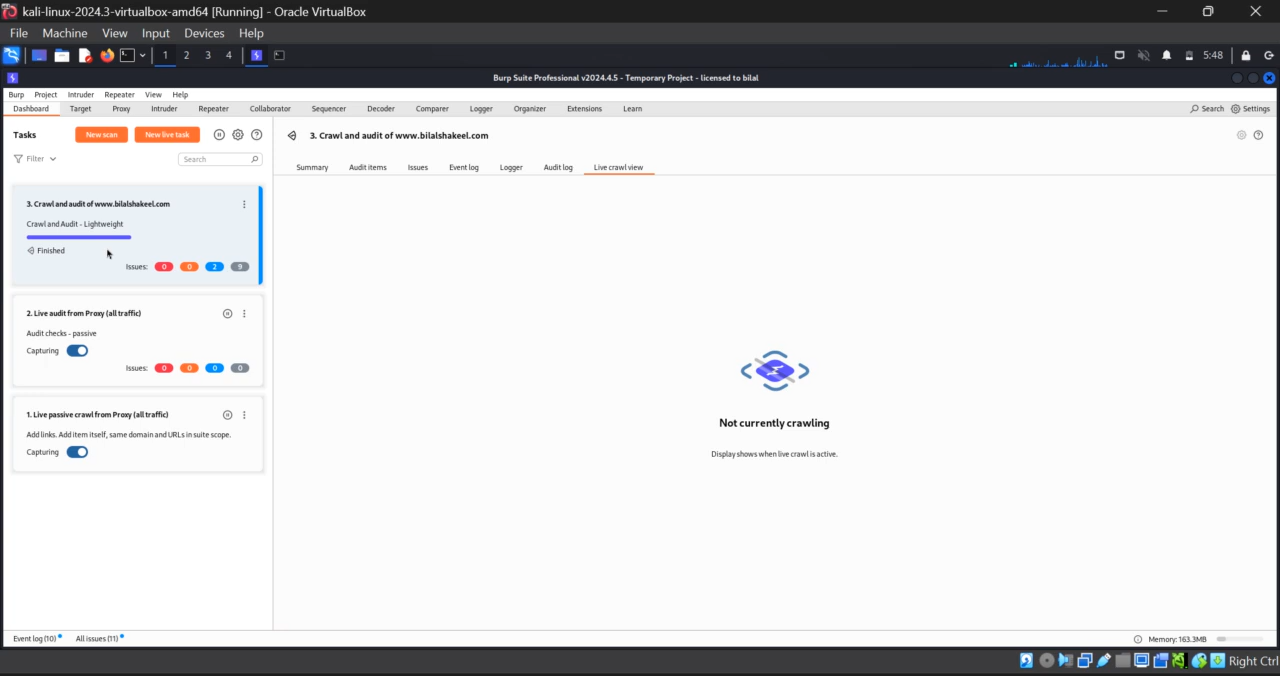 kali-linux-2024.3-virtualbox-amd64 [Running] - Oracle VirtualBox
File Machine View Input Devices Help
1 2 3 4 5:48
Burp Suite Professional v2024.4.5 - Temporary Project - licensed to bilal
Burp Project Intruder Repeater View Help
Dashboard Target Proxy Intruder Repeater Collaborator Sequencer Decoder Comparer Logger Organizer Extensions Learn Search Settings
Tasks New scan New live task
3. Crawl and audit of www.bilalshakeel.com
Filter Search
Summary Audit items Issues Event log Logger Audit log Live crawl view
3. Crawl and audit of www.bilalshakeel.com
Crawl and Audit - Lightweight
Finished
Issues: 0 0 2 9
2. Live audit from Proxy (all traffic)
Audit checks - passive
Capturing
Issues: 0 0 0 0
1. Live passive crawl from Proxy (all traffic)
Add links. Add item itself, same domain and URLs in suite scope.
Capturing
Not currently crawling
Display shows when live crawl is active.
Event log (10) All issues (11) Memory: 163.3MB
Right Ctrl